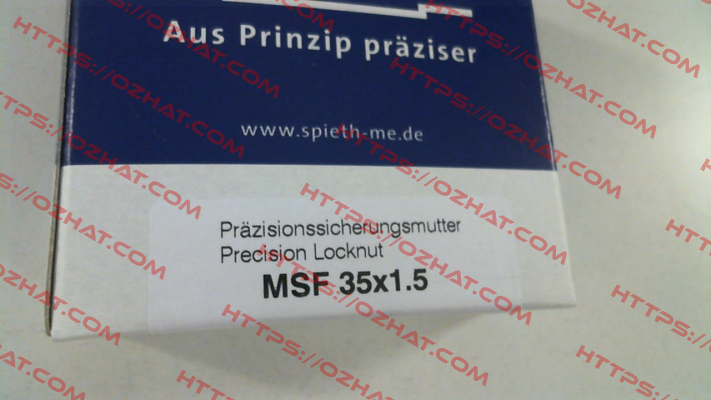 Aus Prinzip präziser
www.spieth-me.de
Präzisionssicherungsmutter
Precision Locknut
MSF 35x1.5
HTTPS://OZHAT.COM